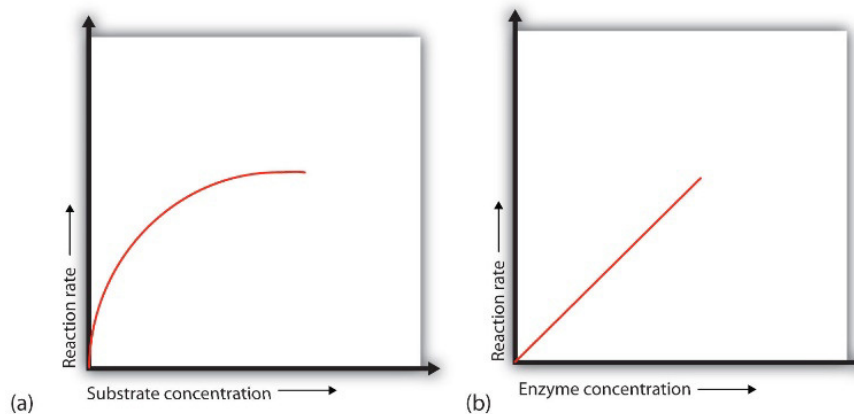 Reaction rate
(a)
Substrate concentration
Reaction rate
(b)
Enzyme concentration